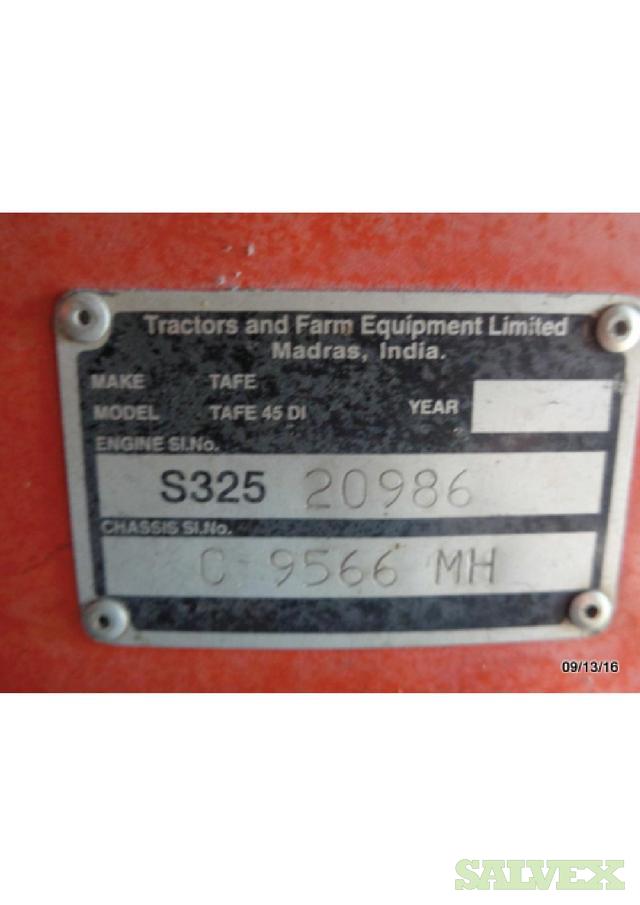 Tractors and Farm Equipment Limited
Madras, India.
MAKE TAFE
MODEL TAFE 45 DI YEAR
ENGINE Sl.No.
S325 20986
CHASSIS Sl.No.
C 9566 MH
09/13/16
SALVEX